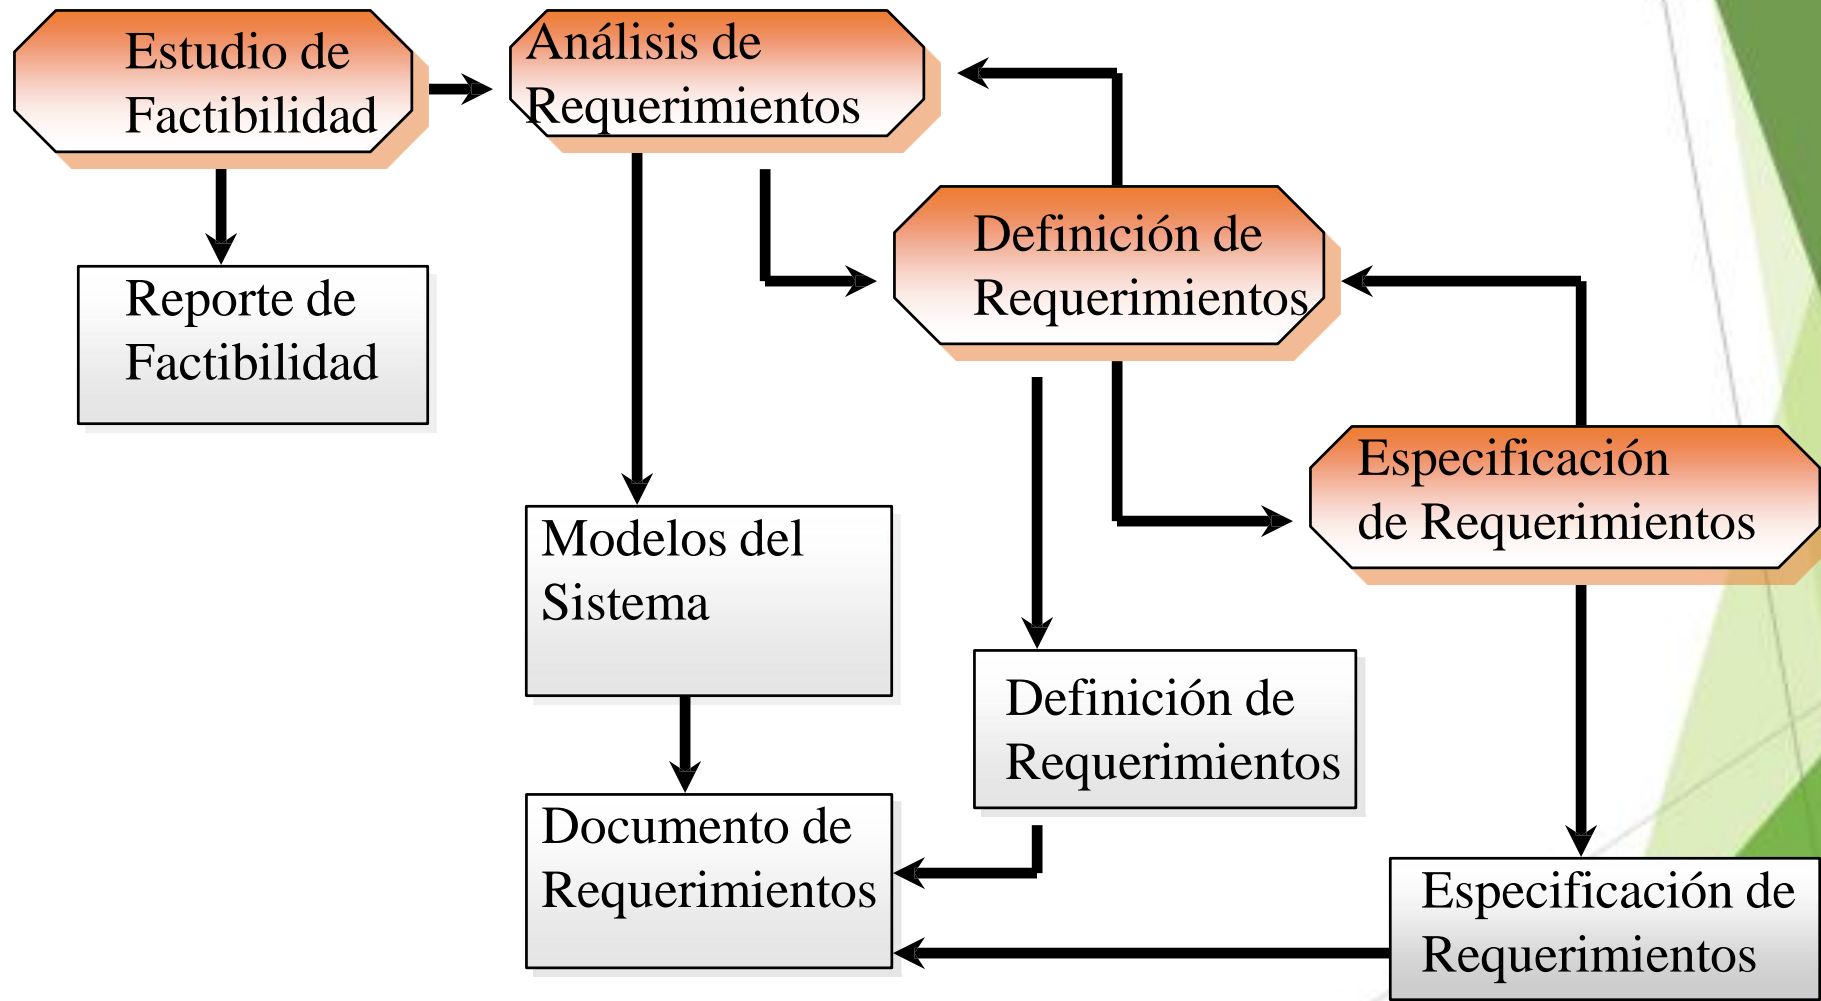 Estudio de
Factibilidad
Análisis de
Requerimientos
Definición de
Requerimientos
Reporte de
Factibilidad
Especificación
de Requerimientos
Modelos del
Sistema
Definición de
Requerimientos
Documento de
Requerimientos
Especificación de
Requerimientos